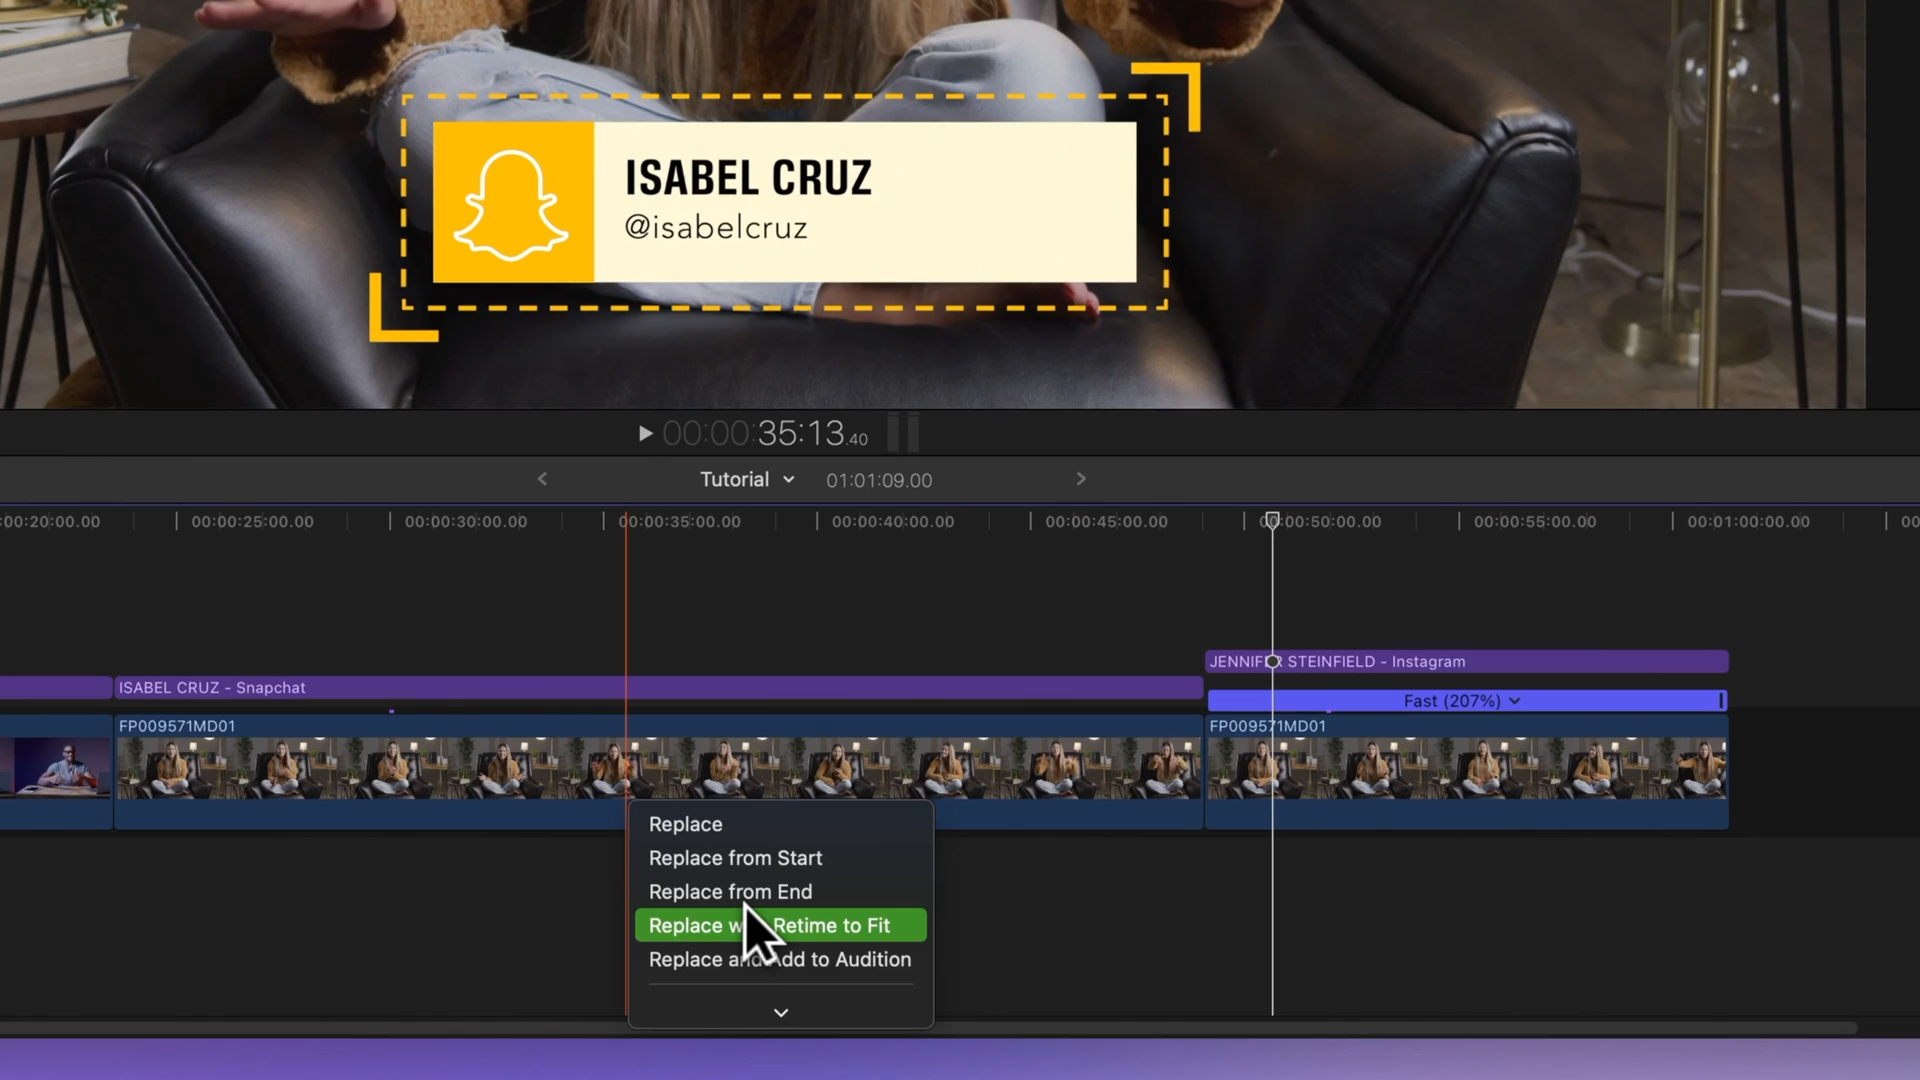 ISABEL CRUZ
@isabelcruz
00:00:35:13.40
Tutorial 01:01:09.00
:00:20:00.00 00:00:25:00.00 00:00:30:00.00 00:00:35:00.00 00:00:40:00.00 00:00:45:00.00 00:00:50:00.00 00:00:55:00.00 00:01:00:00.00 00
JENNIFER STEINFIELD - Instagram
ISABEL CRUZ - Snapchat
Fast (207%)
FP009571MD01 FP009571MD01
Replace
Replace from Start
Replace from End
Replace w Retime to Fit
Replace and Add to Audition